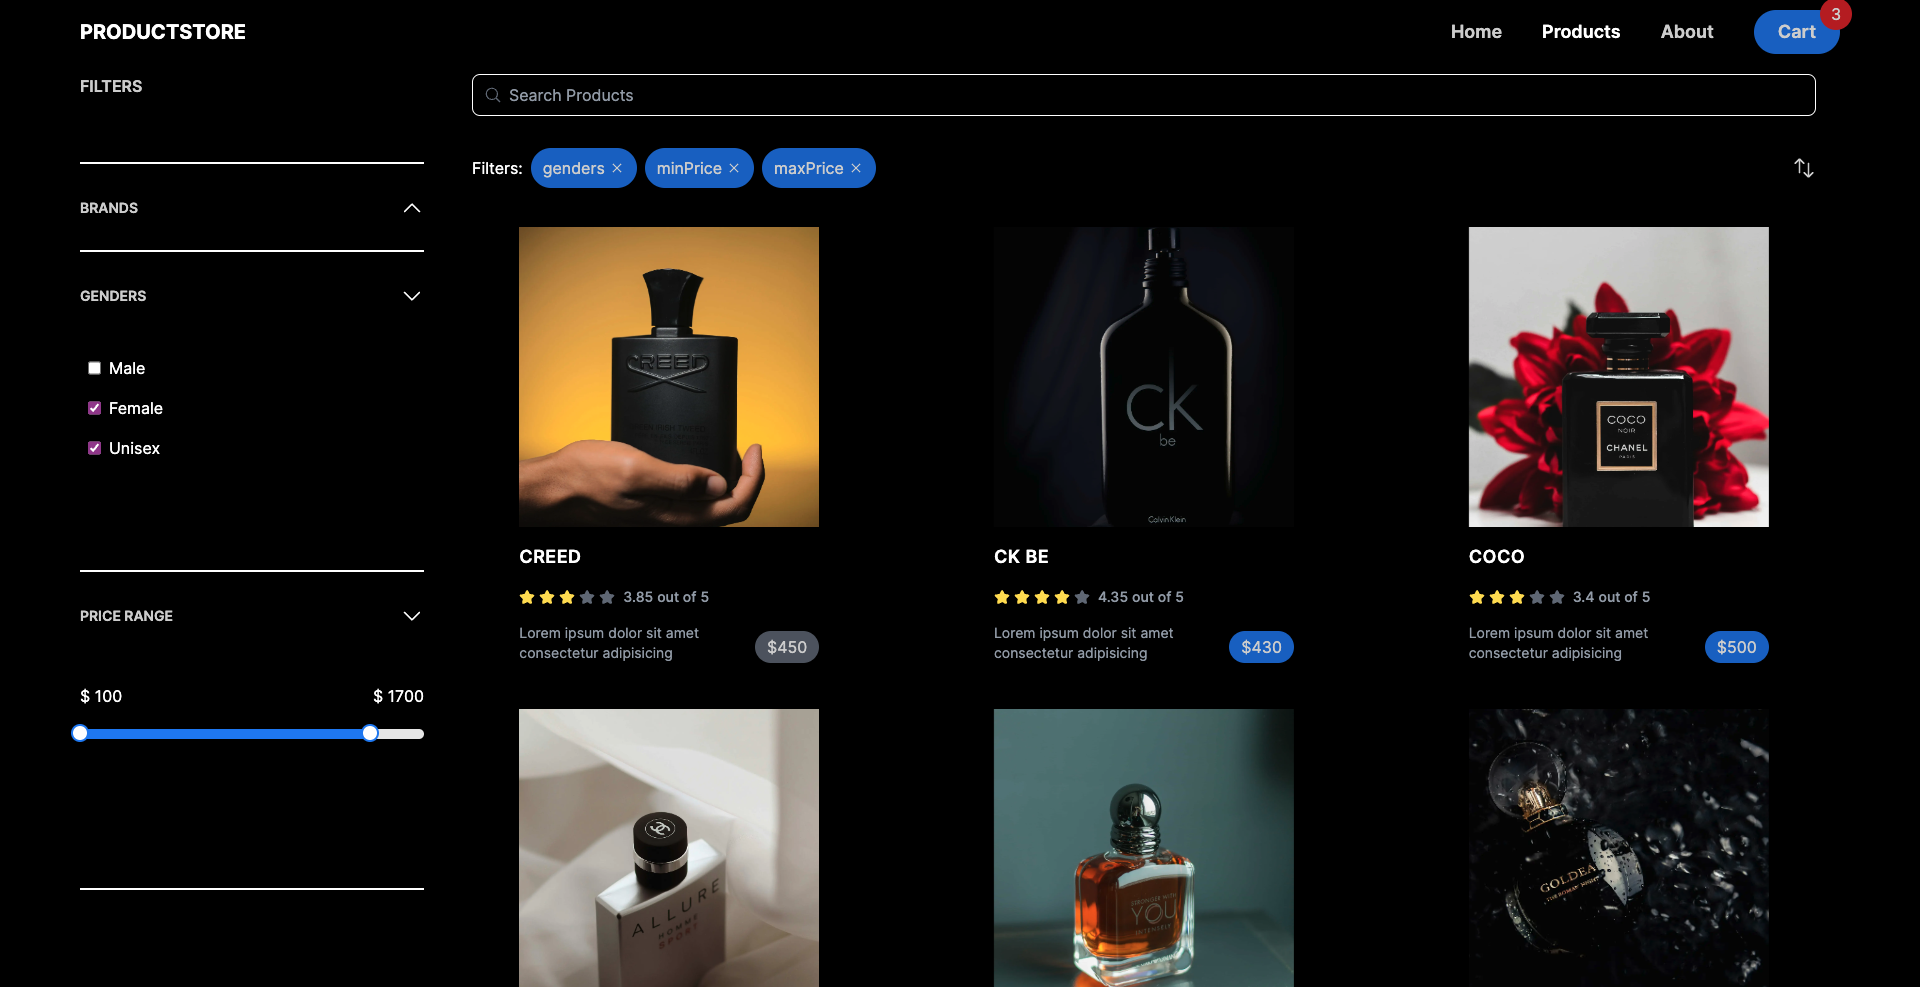 PRODUCTSTORE
Home
Products
About
Cart
3
FILTERS
Search Products
Filters:
genders
minPrice
maxPrice
BRANDS
GENDERS
Male
Female
Unisex
PRICE RANGE
$ 100
$ 1700
CREED
CREED
3.85 out of 5
Lorem ipsum dolor sit amet
consectetur adipisicing
$450
CK
be
Calvin Klein
CK BE
4.35 out of 5
Lorem ipsum dolor sit amet
consectetur adipisicing
$430
COCO
NOIR
CHANEL
PARIS
COCO
3.4 out of 5
Lorem ipsum dolor sit amet
consectetur adipisicing
$500
ALLURE
HOMME
SPORT
STRONGER WITH
YOU
INTENSELY
GOLDEA
THE ROMAN NIGHT